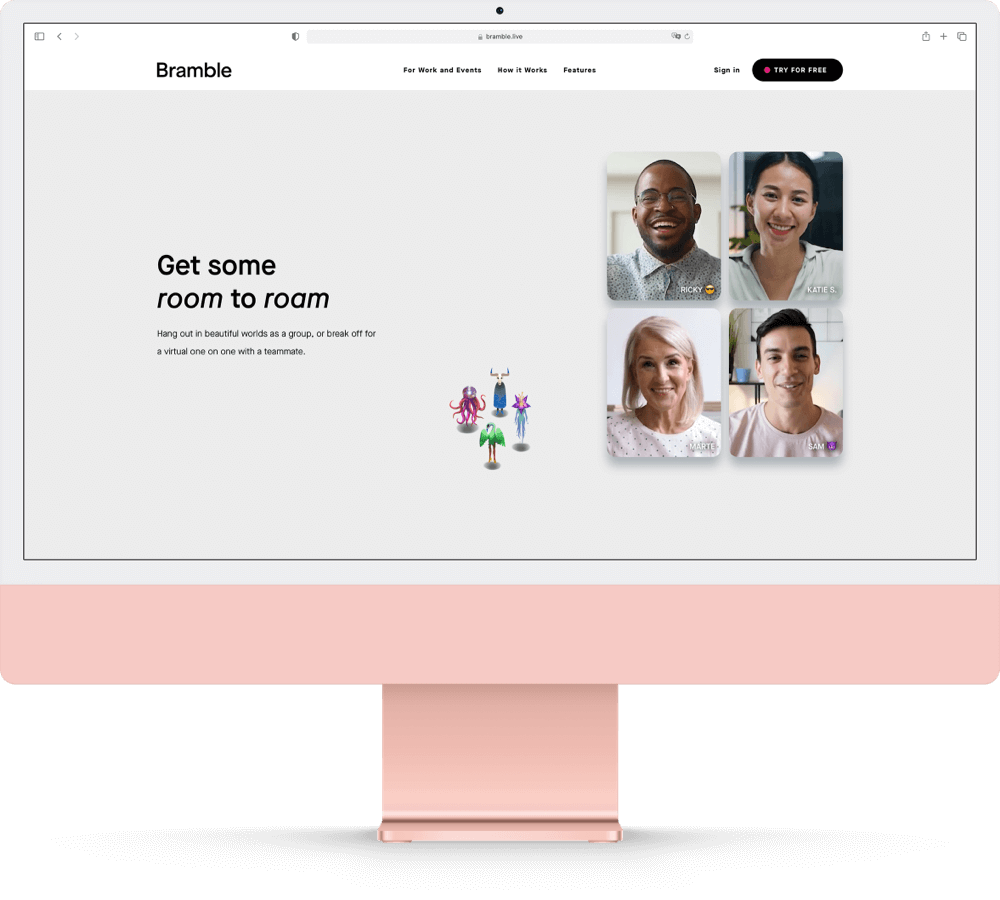 bramble.live
Bramble
For Work and Events
How it Works
Features
Sign in
TRY FOR FREE
Get some
room to roam
Hang out in beautiful worlds as a group, or break off for
a virtual one on one with a teammate.
RICKY 😎
KATIE S.
MARTE
SAM 😈